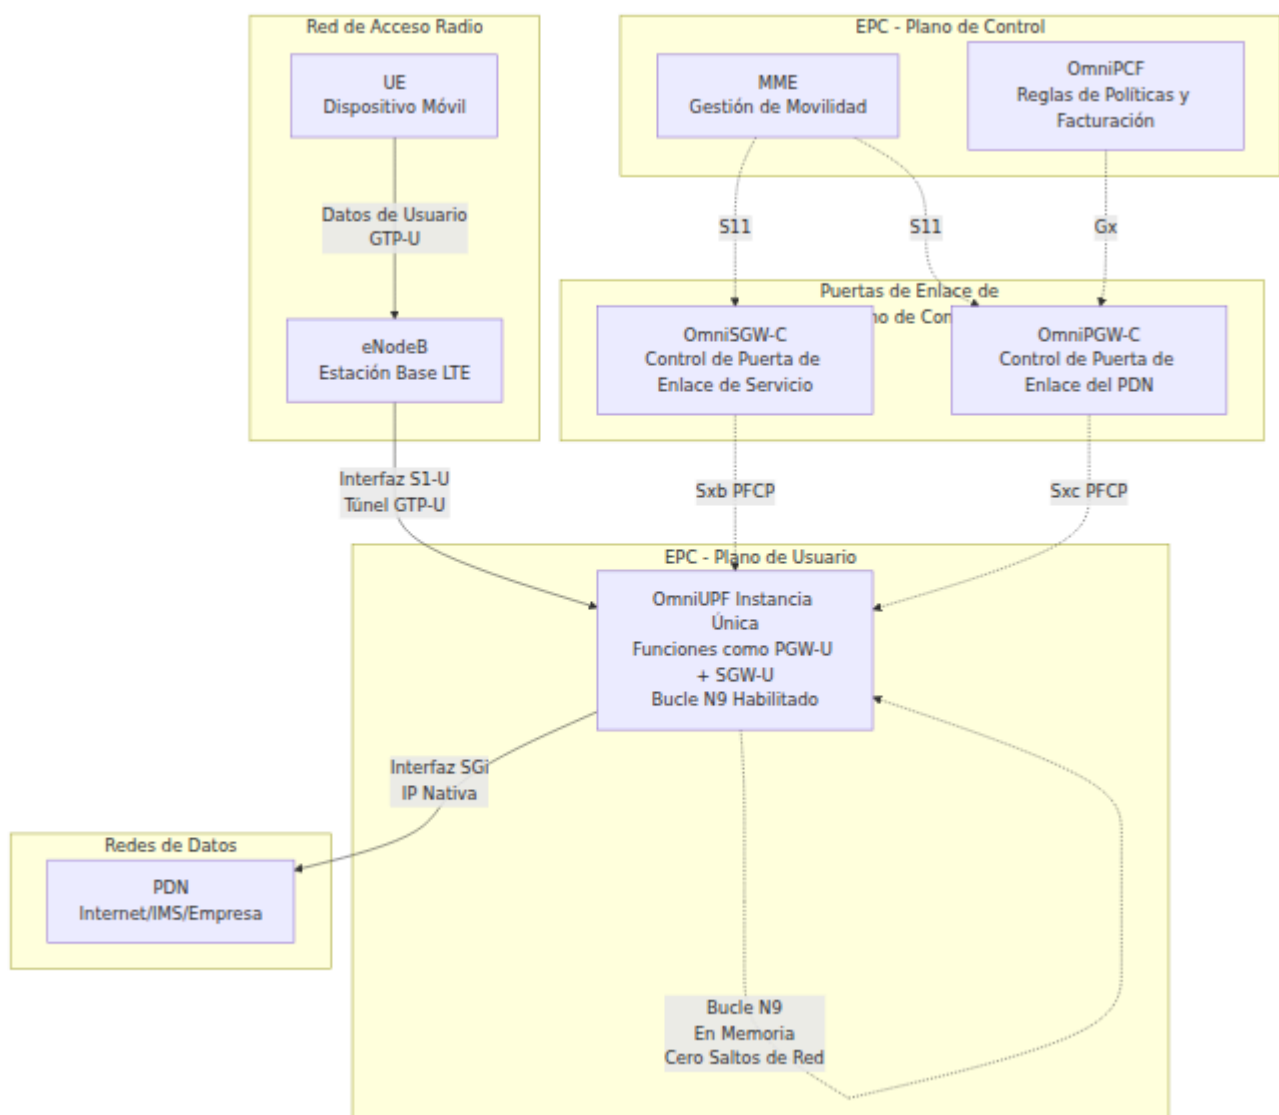 Red de Acceso Radio
UE
Dispositivo Móvil
Datos de Usuario
GTP-U
eNodeB
Estación Base LTE
EPC - Plano de Control
MME
Gestión de Movilidad
OmniPCF
Reglas de Políticas y
Facturación
S11
S11
Gx
Puertas de Enlace de
no de Con
OmniSGW-C
Control de Puerta de
Enlace de Servicio
OmniPGW-C
Control de Puerta de
Enlace del PDN
Interfaz S1-U
Túnel GTP-U
Sxb PFCP
Sxc PFCP
EPC - Plano de Usuario
OmniUPF Instancia
Única
Funciones como PGW-U
+ SGW-U
Bucle N9 Habilitado
Interfaz SGi
IP Nativa
Redes de Datos
PDN
Internet/IMS/Empresa
Bucle N9
En Memoria
Cero Saltos de Red